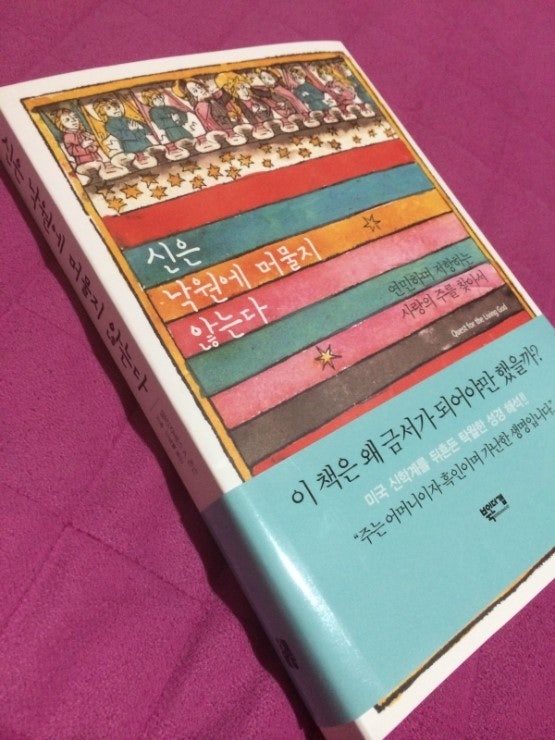 신은 낙원에 머물지 않는다
신은
낙원에 머물지
않는다
연민하며 저항하는
사랑의 주를 찾아서
Quest for the Living God
이 책은 왜 금서가 되어야만 했을까?
미국 신학계를 뒤흔든 탁월한 성경 해석!!
“주는 어머니이자 흑인이며 가난한 생명입니다”
북인더갭